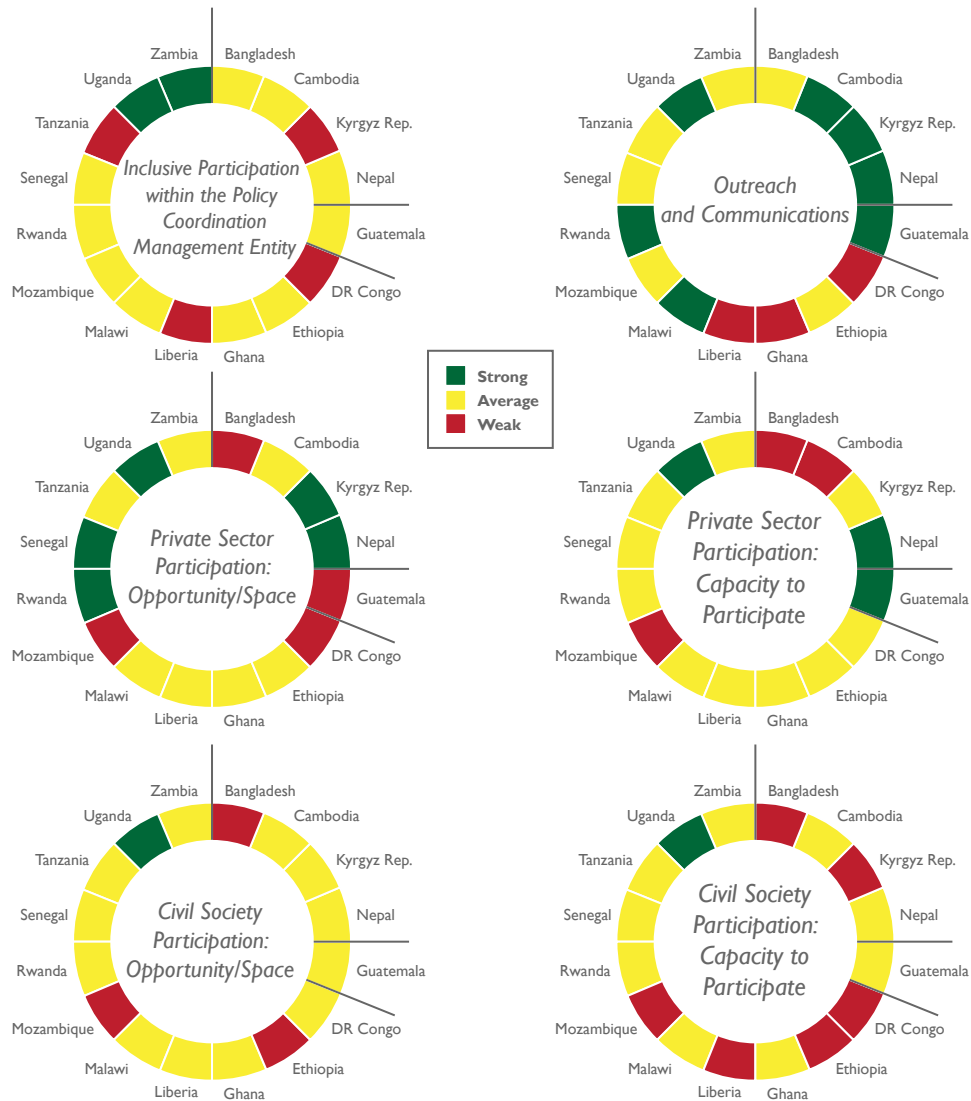 Zambia
Bangladesh
Uganda
Cambodia
Tanzania
Kyrgyz Rep.
Senegal
Nepal
Rwanda
Guatemala
Mozambique
DR Congo
Malawi
Ethiopia
Liberia
Ghana
Inclusive Participation
within the Policy
Coordination
Management Entity
Zambia
Bangladesh
Uganda
Cambodia
Tanzania
Kyrgyz Rep.
Senegal
Nepal
Rwanda
Guatemala
Mozambique
DR Congo
Malawi
Ethiopia
Liberia
Ghana
Outreach
and Communications
Strong
Average
Weak
Zambia
Bangladesh
Uganda
Cambodia
Tanzania
Kyrgyz Rep.
Senegal
Nepal
Rwanda
Guatemala
Mozambique
DR Congo
Malawi
Ethiopia
Liberia
Ghana
Private Sector
Participation:
Opportunity/Space
Zambia
Bangladesh
Uganda
Cambodia
Tanzania
Kyrgyz Rep.
Senegal
Nepal
Rwanda
Guatemala
Mozambique
DR Congo
Malawi
Ethiopia
Liberia
Ghana
Private Sector
Participation:
Capacity to
Participate
Zambia
Bangladesh
Uganda
Cambodia
Tanzania
Kyrgyz Rep.
Senegal
Nepal
Rwanda
Guatemala
Mozambique
DR Congo
Malawi
Ethiopia
Liberia
Ghana
Civil Society
Participation:
Opportunity/Space
Zambia
Bangladesh
Uganda
Cambodia
Tanzania
Kyrgyz Rep.
Senegal
Nepal
Rwanda
Guatemala
Mozambique
DR Congo
Malawi
Ethiopia
Liberia
Ghana
Civil Society
Participation:
Capacity to
Participate